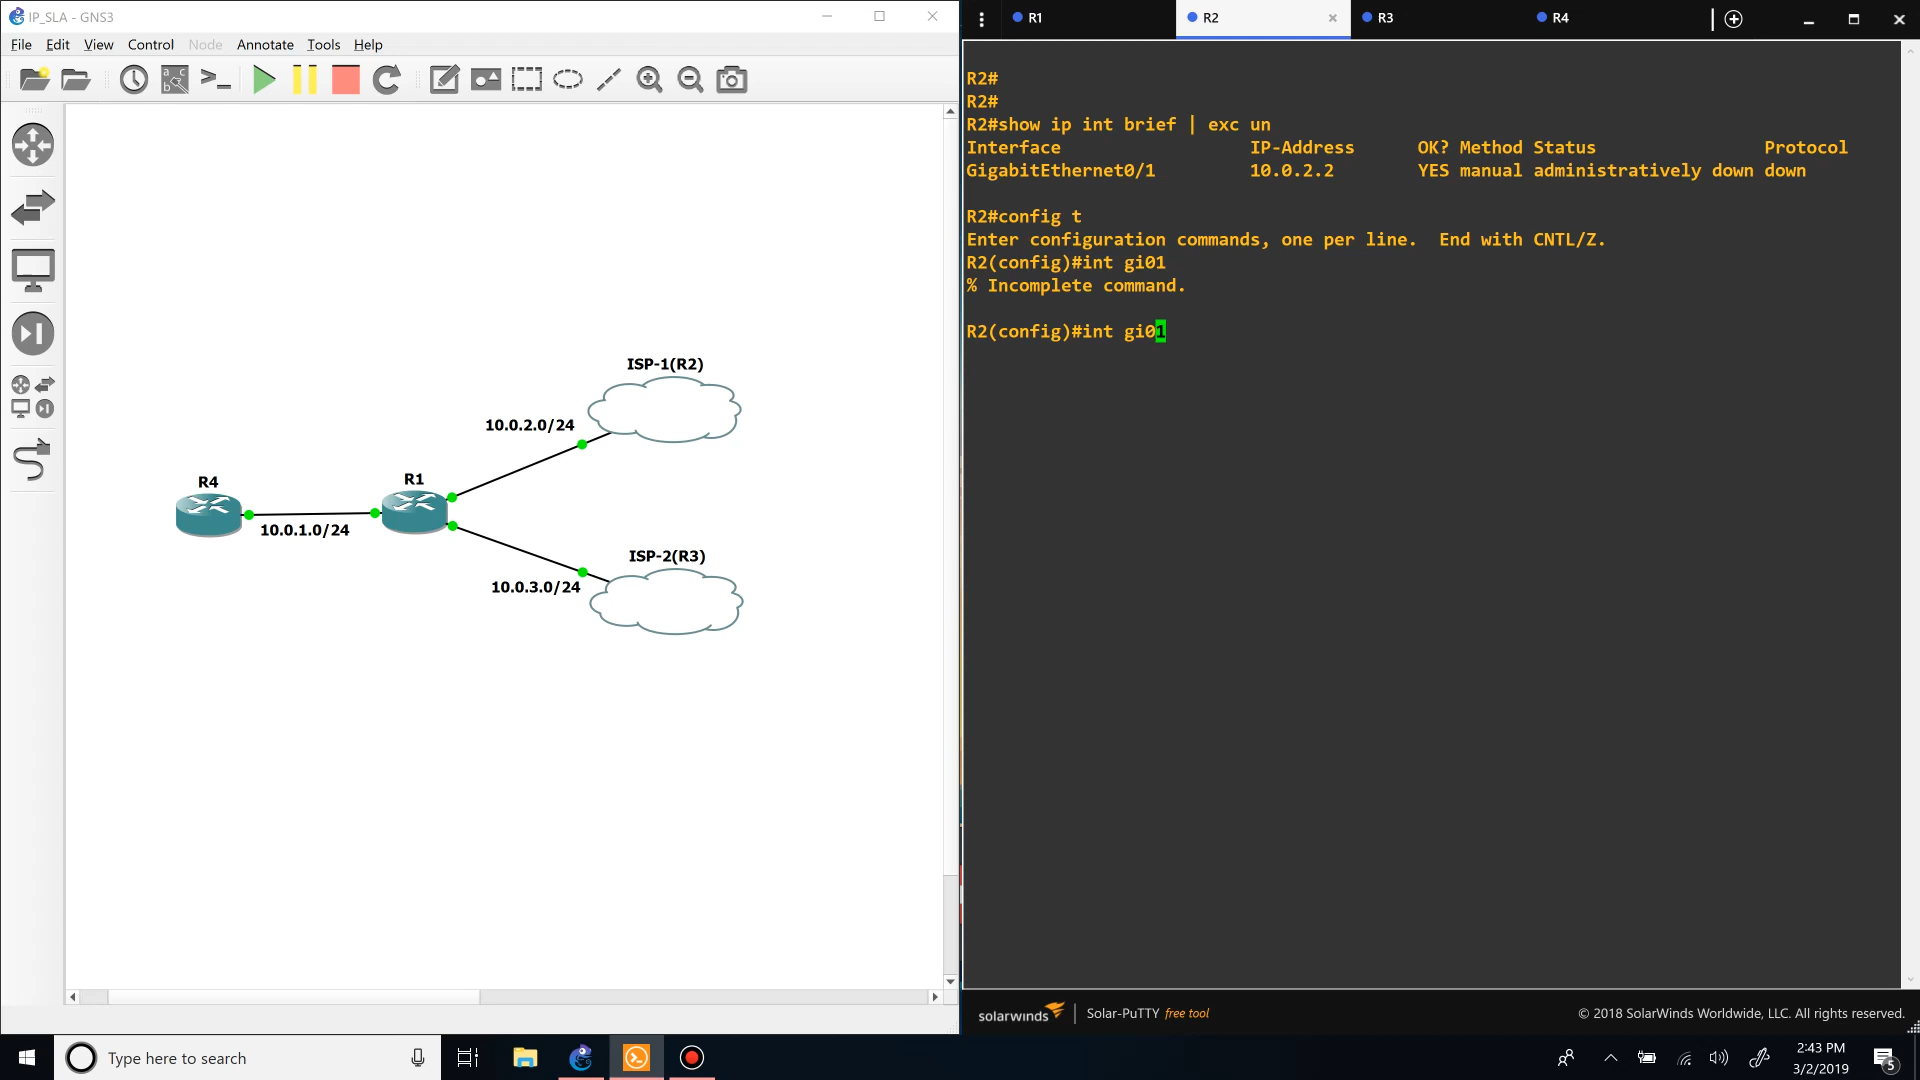 IP_SLA - GNS3
File Edit View Control Node Annotate Tools Help
ISP-1(R2)
10.0.2.0/24
R4
R1
10.0.1.0/24
ISP-2(R3)
10.0.3.0/24
R1 R2 R3 R4
R2#
R2#
R2#show ip int brief | exc un
Interface IP-Address OK? Method Status Protocol
GigabitEthernet0/1 10.0.2.2 YES manual administratively down down
R2#config t
Enter configuration commands, one per line. End with CNTL/Z.
R2(config)#int gi01
% Incomplete command.
R2(config)#int gi01
solarwinds | Solar-PuTTY free tool
© 2018 SolarWinds Worldwide, LLC. All rights reserved.
Type here to search
2:43 PM
3/2/2019
5